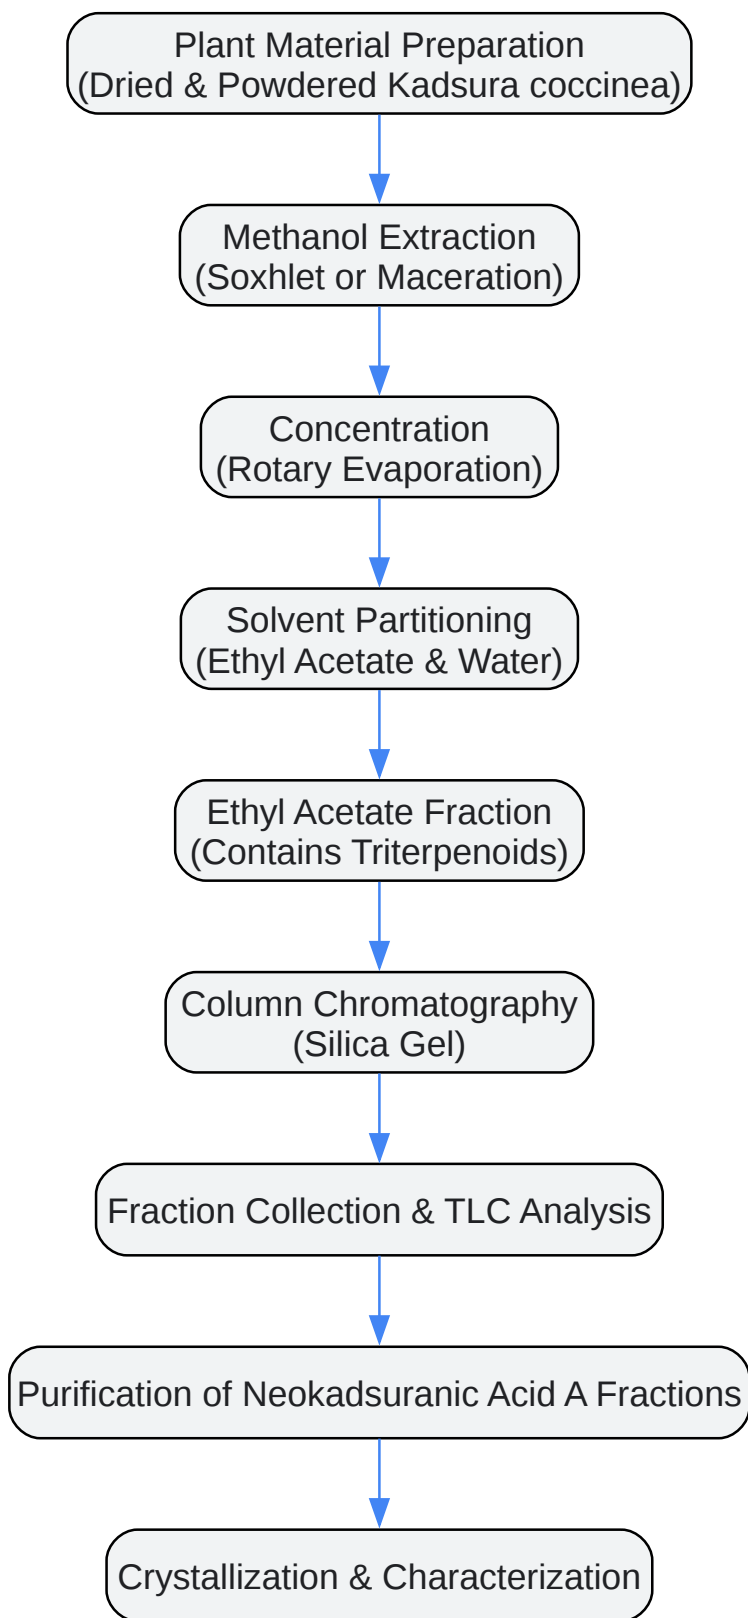 Plant Material Preparation
(Dried & Powdered Kadsura coccinea)
Methanol Extraction
(Soxhlet or Maceration)
Concentration
(Rotary Evaporation)
Solvent Partitioning
(Ethyl Acetate & Water)
Ethyl Acetate Fraction
(Contains Triterpenoids)
Column Chromatography
(Silica Gel)
Fraction Collection & TLC Analysis
Purification of Neokadsuranic Acid A Fractions
Crystallization & Characterization